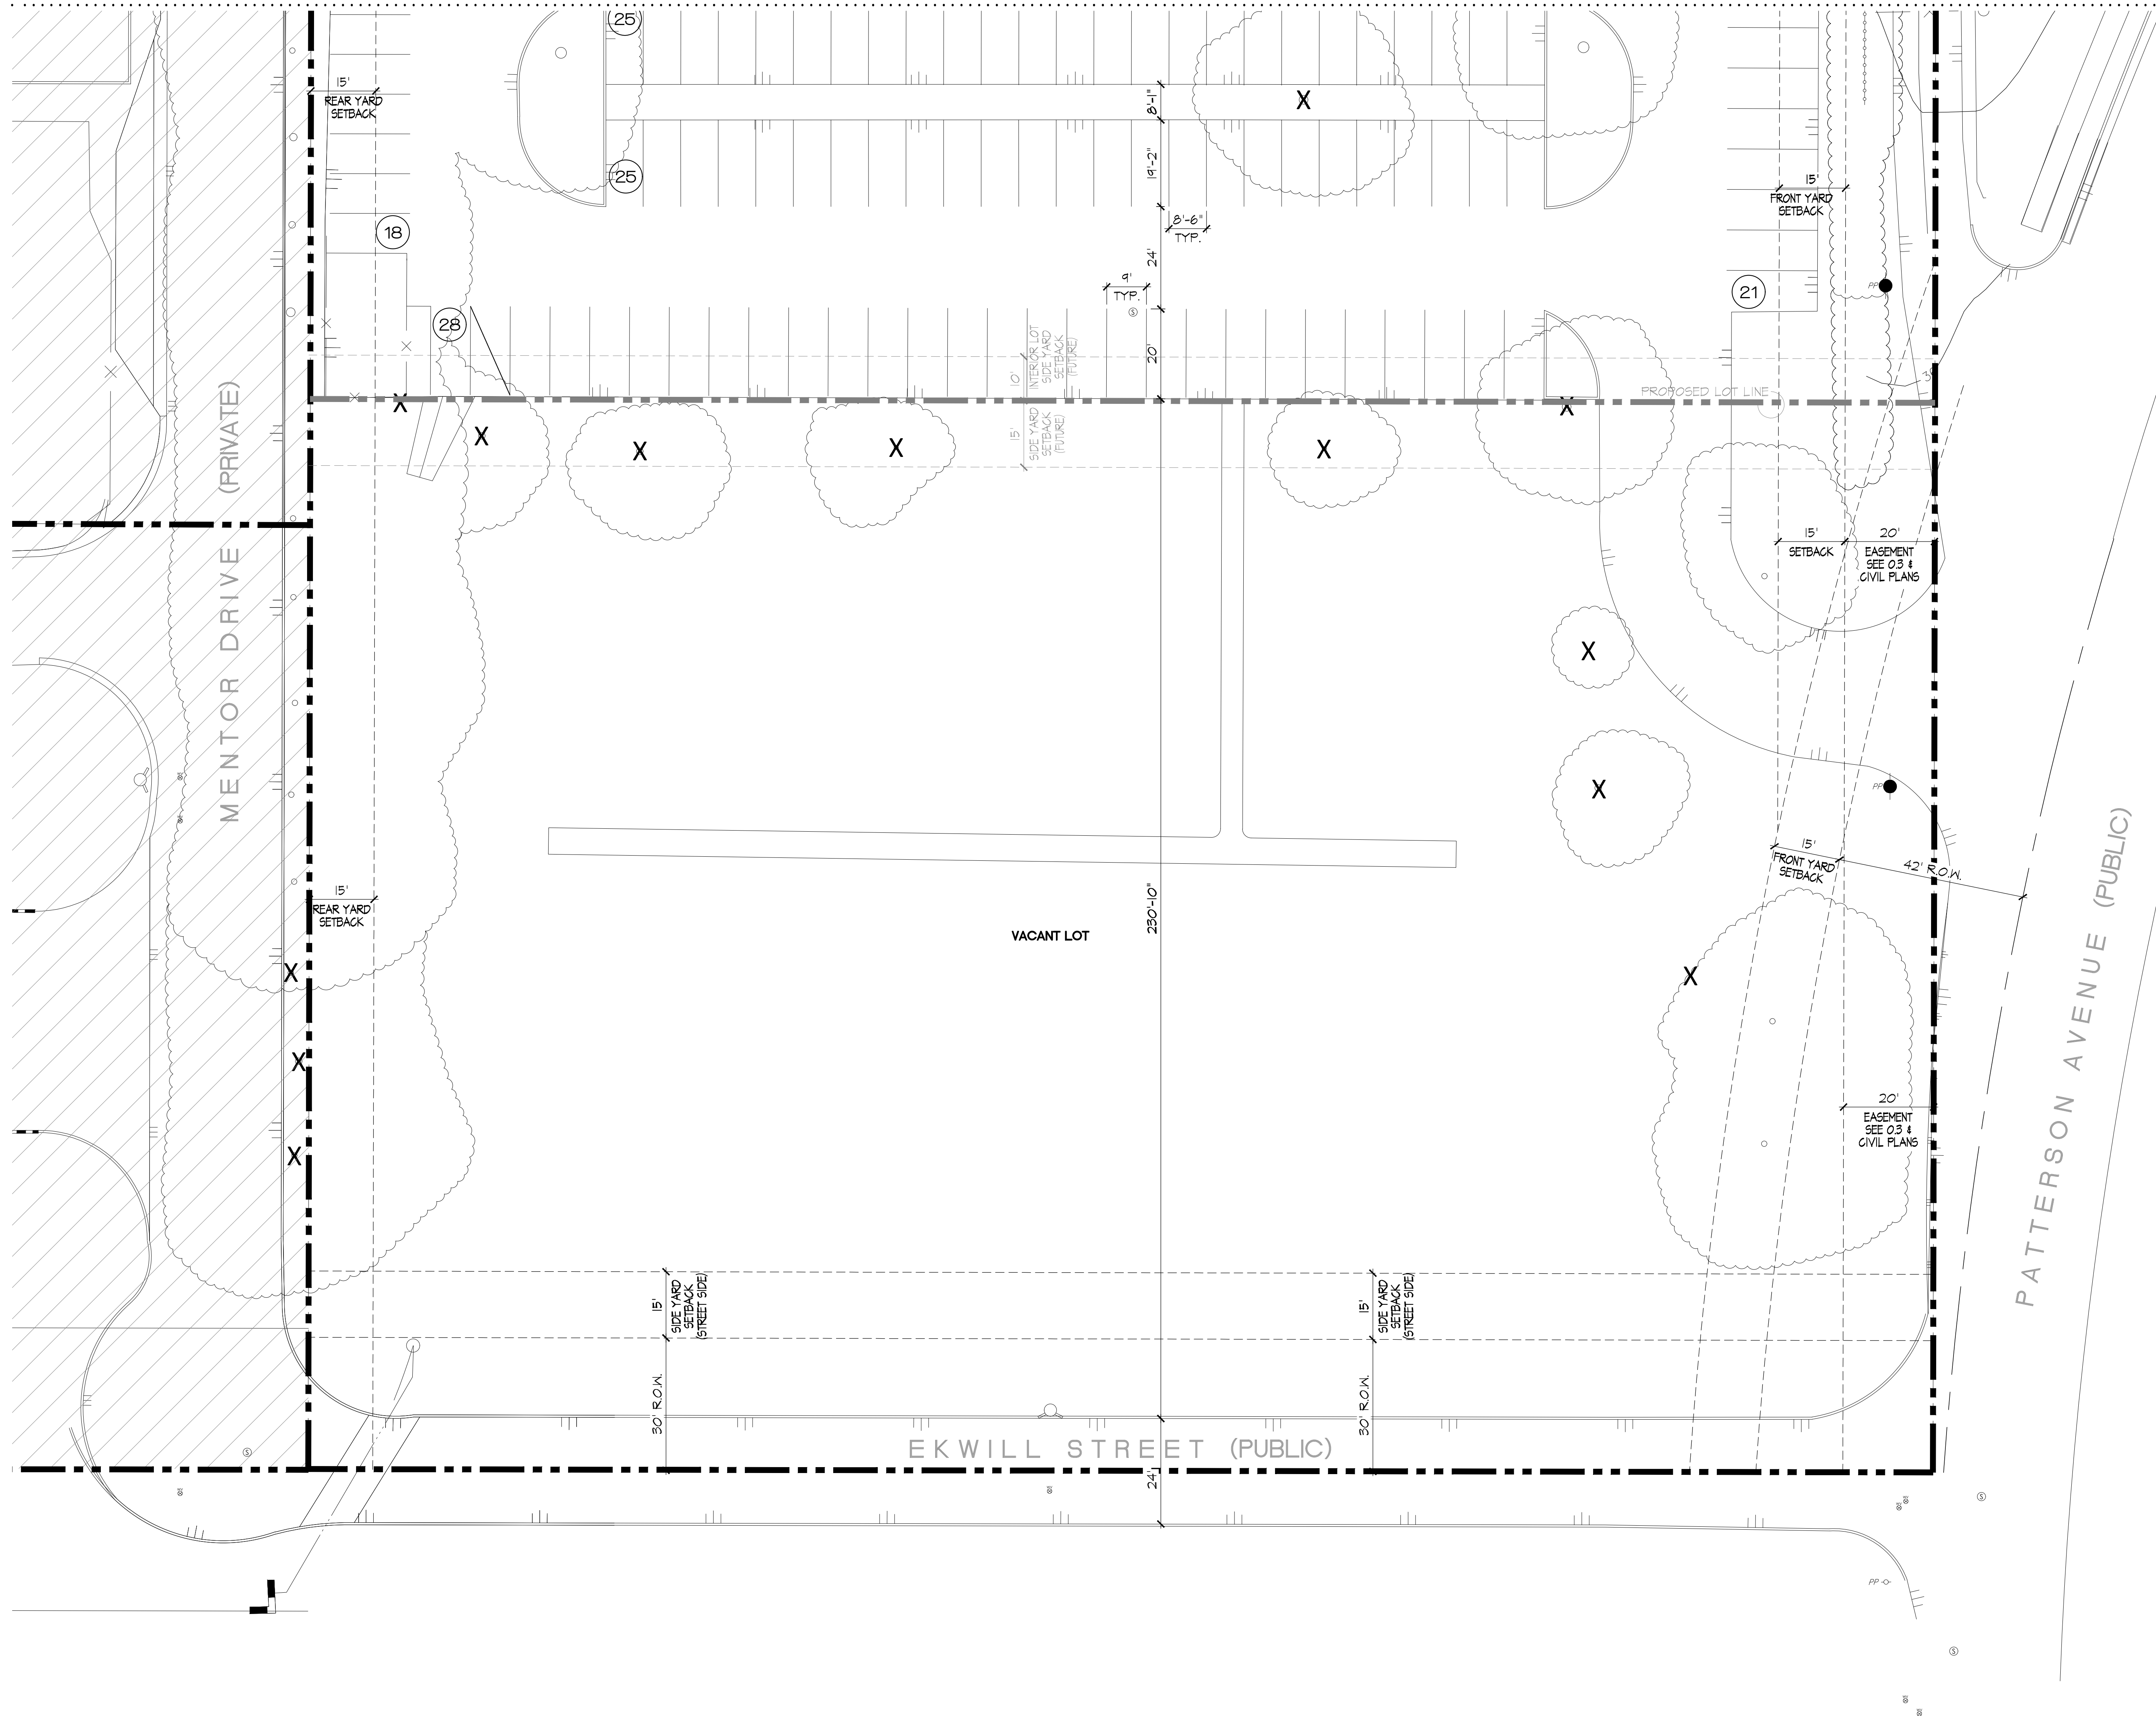 25
15'
REAR YARD
SETBACK
X
8'-1"
25
19'-2"
15'
FRONT YARD
SETBACK
18
8'-6"
TYP.
24'
9'
TYP.
S
PP
21
28
20'
10'
INTERIOR LOT
SIDE YARD
SETBACK
(FUTURE)
PROPOSED LOT LINE
X
X
X
X
X
X
X
15'
SIDE YARD
SETBACK
(FUTURE)
MENTOR DRIVE (PRIVATE)
15'
SETBACK
20'
EASEMENT
SEE 0.3 &
CIVIL PLANS
X
X
PP
15'
FRONT YARD
SETBACK
42' R.O.W.
PATTERSON AVENUE (PUBLIC)
15'
REAR YARD
SETBACK
230'-10"
VACANT LOT
X
X
X
X
20'
EASEMENT
SEE 0.3 &
CIVIL PLANS
15'
SIDE YARD
SETBACK
(STREET SIDE)
15'
SIDE YARD
SETBACK
(STREET SIDE)
30' R.O.W.
30' R.O.W.
EKWILL STREET (PUBLIC)
S
24'
S
PP
S